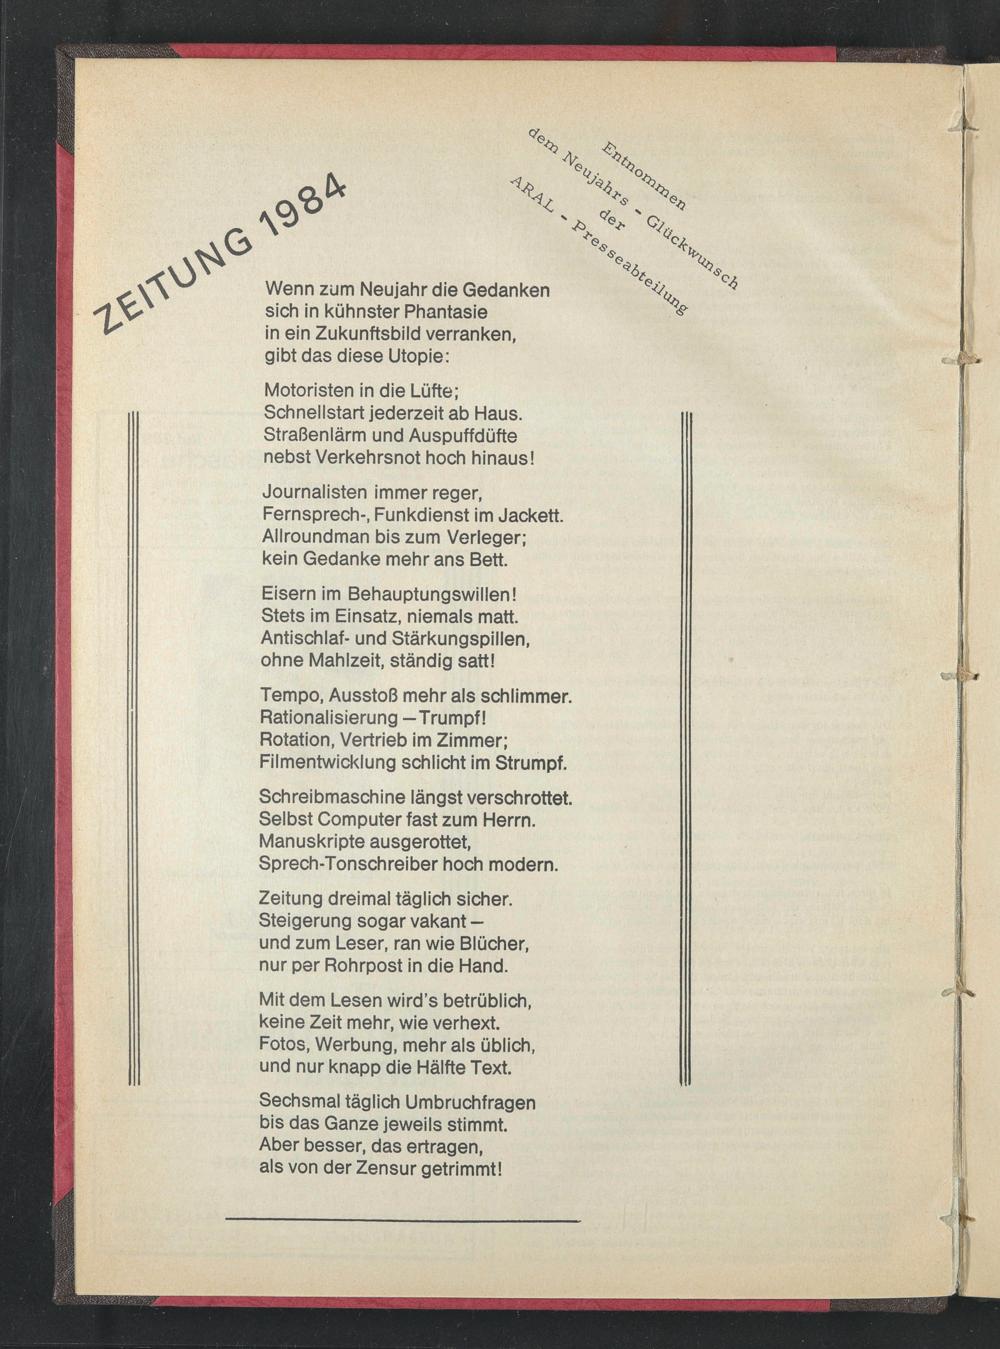 ZEITUNG 1984
Entnommen
dem Neujahrs - Glückwunsch
der
ARAL - Presseabteilung
Wenn zum Neujahr die Gedanken
sich in kühnster Phantasie
in ein Zukunftsbild verranken,
gibt das diese Utopie:
Motoristen in die Lüfte;
Schnellstart jederzeit ab Haus.
Straßenlärm und Auspuffdüfte
nebst Verkehrsnot hoch hinaus!
Journalisten immer reger,
Fernsprech-, Funkdienst im Jackett.
Allroundman bis zum Verleger;
kein Gedanke mehr ans Bett.
Eisern im Behauptungswillen!
Stets im Einsatz, niemals matt.
Antischlaf- und Stärkungspillen,
ohne Mahlzeit, ständig satt!
Tempo, Ausstoß mehr als schlimmer.
Rationalisierung — Trumpf!
Rotation, Vertrieb im Zimmer;
Filmentwicklung schlicht im Strumpf.
Schreibmaschine längst verschrottet.
Selbst Computer fast zum Herrn.
Manuskripte ausgerottet,
Sprech-Tonschreiber hoch modern.
Zeitung dreimal täglich sicher.
Steigerung sogar vakant —
und zum Leser, ran wie Blücher,
nur per Rohrpost in die Hand.
Mit dem Lesen wird's betrüblich,
keine Zeit mehr, wie verhext.
Fotos, Werbung, mehr als üblich,
und nur knapp die Hälfte Text.
Sechsmal täglich Umbruchfragen
bis das Ganze jeweils stimmt.
Aber besser, das ertragen,
als von der Zensur getrimmt!